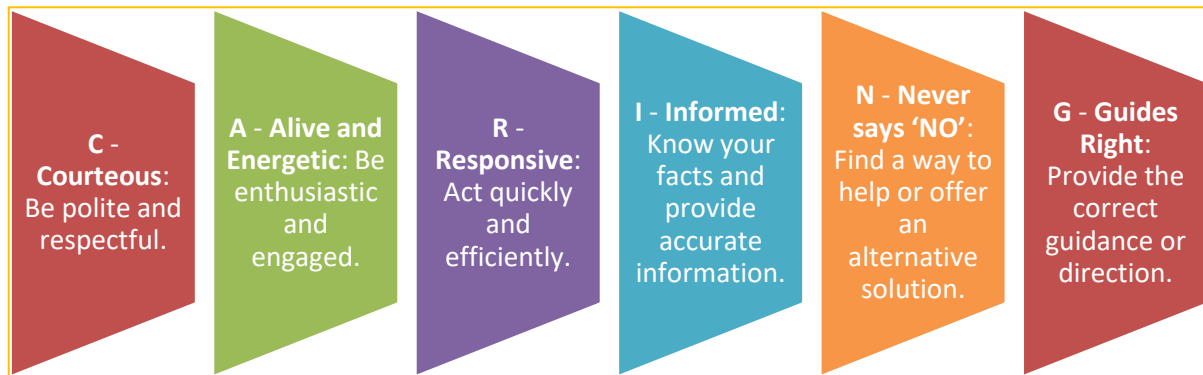 C -
Courteous:
Be polite and
respectful.
A - Alive and
Energetic: Be
enthusiastic
and
engaged.
R -
Responsive:
Act quickly
and
efficiently.
I - Informed:
Know your
facts and
provide
accurate
information.
N - Never
says ‘NO’:
Find a way to
help or offer
an
alternative
solution.
G - Guides
Right:
Provide the
correct
guidance or
direction.